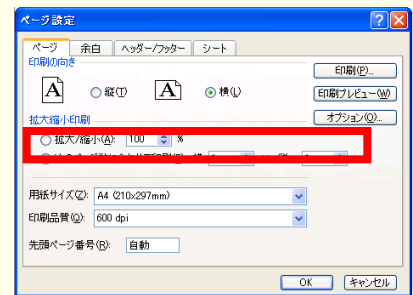 ページ設定
ページ 余白 ヘッダー/フッター シート
印刷の向き
印刷(P)...
A 縦(T) A 横(L)
印刷プレビュー(W)
拡大縮小印刷
オプション(O)...
拡大/縮小(A): 100 %
用紙サイズ(Z): A4 (210x297mm)
印刷品質(Q): 600 dpi
先頭ページ番号(R): 自動
OK キャンセル